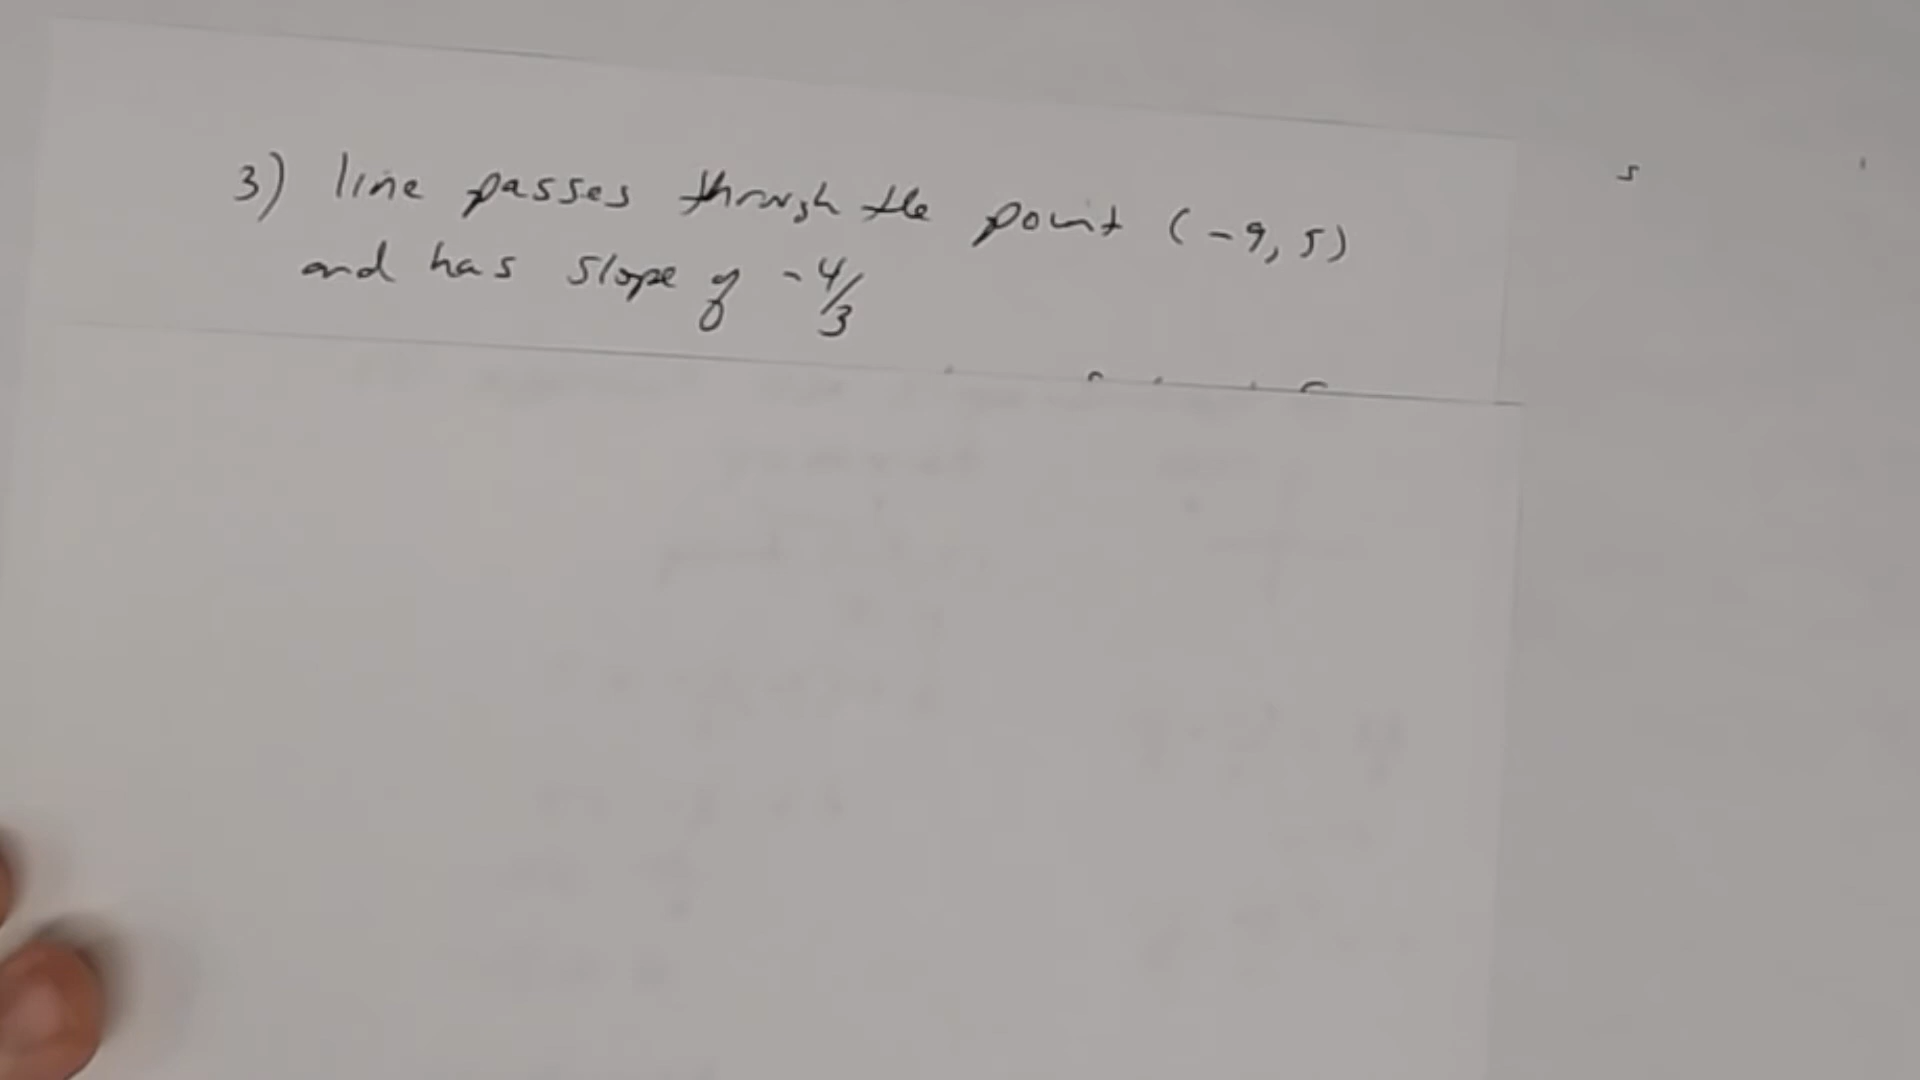 3) line passes through the point (-9, 5)
and has slope of -4/3